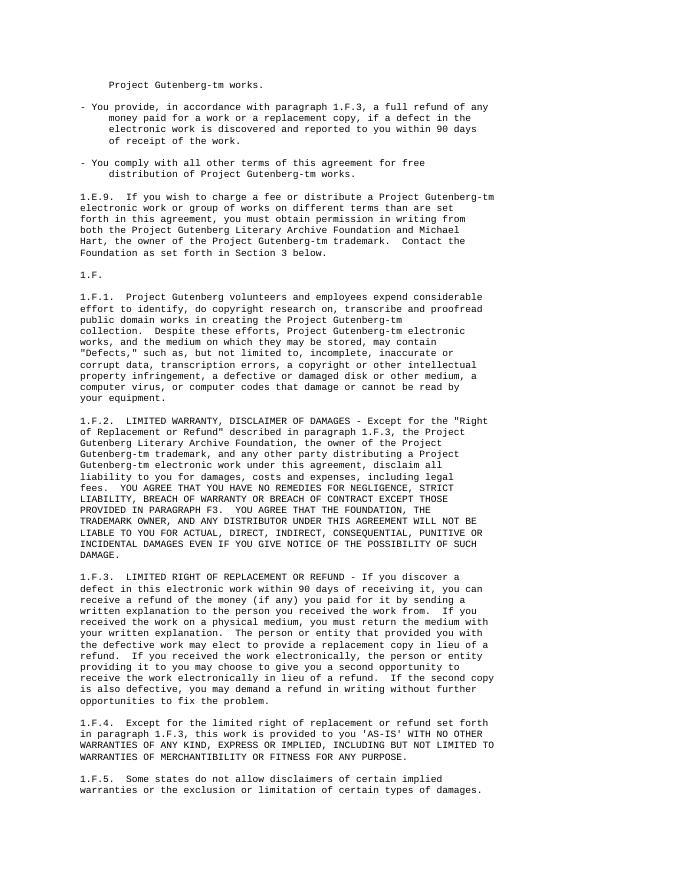 Project Gutenberg-tm works.
- You provide, in accordance with paragraph 1.F.3, a full refund of any
money paid for a work or a replacement copy, if a defect in the
electronic work is discovered and reported to you within 90 days
of receipt of the work.
- You comply with all other terms of this agreement for free
distribution of Project Gutenberg-tm works.
1.E.9.  If you wish to charge a fee or distribute a Project Gutenberg-tm
electronic work or group of works on different terms than are set
forth in this agreement, you must obtain permission in writing from
both the Project Gutenberg Literary Archive Foundation and Michael
Hart, the owner of the Project Gutenberg-tm trademark.  Contact the
Foundation as set forth in Section 3 below.
1.F.
1.F.1.  Project Gutenberg volunteers and employees expend considerable
effort to identify, do copyright research on, transcribe and proofread
public domain works in creating the Project Gutenberg-tm
collection.  Despite these efforts, Project Gutenberg-tm electronic
works, and the medium on which they may be stored, may contain
"Defects," such as, but not limited to, incomplete, inaccurate or
corrupt data, transcription errors, a copyright or other intellectual
property infringement, a defective or damaged disk or other medium, a
computer virus, or computer codes that damage or cannot be read by
your equipment.
1.F.2.  LIMITED WARRANTY, DISCLAIMER OF DAMAGES - Except for the "Right
of Replacement or Refund" described in paragraph 1.F.3, the Project
Gutenberg Literary Archive Foundation, the owner of the Project
Gutenberg-tm trademark, and any other party distributing a Project
Gutenberg-tm electronic work under this agreement, disclaim all
liability to you for damages, costs and expenses, including legal
fees.  YOU AGREE THAT YOU HAVE NO REMEDIES FOR NEGLIGENCE, STRICT
LIABILITY, BREACH OF WARRANTY OR BREACH OF CONTRACT EXCEPT THOSE
PROVIDED IN PARAGRAPH F3.  YOU AGREE THAT THE FOUNDATION, THE
TRADEMARK OWNER, AND ANY DISTRIBUTOR UNDER THIS AGREEMENT WILL NOT BE
LIABLE TO YOU FOR ACTUAL, DIRECT, INDIRECT, CONSEQUENTIAL, PUNITIVE OR
INCIDENTAL DAMAGES EVEN IF YOU GIVE NOTICE OF THE POSSIBILITY OF SUCH
DAMAGE.
1.F.3.  LIMITED RIGHT OF REPLACEMENT OR REFUND - If you discover a
defect in this electronic work within 90 days of receiving it, you can
receive a refund of the money (if any) you paid for it by sending a
written explanation to the person you received the work from.  If you
received the work on a physical medium, you must return the medium with
your written explanation.  The person or entity that provided you with
the defective work may elect to provide a replacement copy in lieu of a
refund.  If you received the work electronically, the person or entity
providing it to you may choose to give you a second opportunity to
receive the work electronically in lieu of a refund.  If the second copy
is also defective, you may demand a refund in writing without further
opportunities to fix the problem.
1.F.4.  Except for the limited right of replacement or refund set forth
in paragraph 1.F.3, this work is provided to you 'AS-IS' WITH NO OTHER
WARRANTIES OF ANY KIND, EXPRESS OR IMPLIED, INCLUDING BUT NOT LIMITED TO
WARRANTIES OF MERCHANTIBILITY OR FITNESS FOR ANY PURPOSE.
1.F.5.  Some states do not allow disclaimers of certain implied
warranties or the exclusion or limitation of certain types of damages.